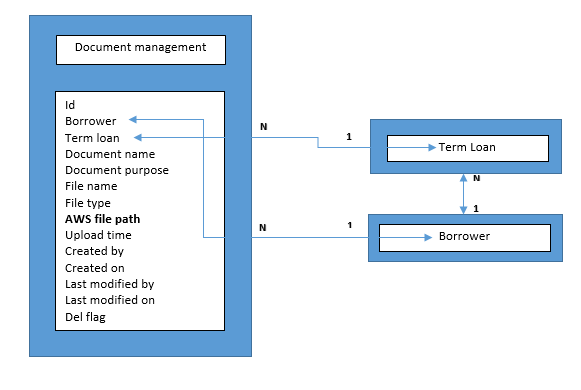 Document management
Id
Borrower
Term loan
Document name
Document purpose
File name
File type
AWS file path
Upload time
Created by
Created on
Last modified by
Last modified on
Del flag
N
1
Term Loan
N
1
N
1
Borrower